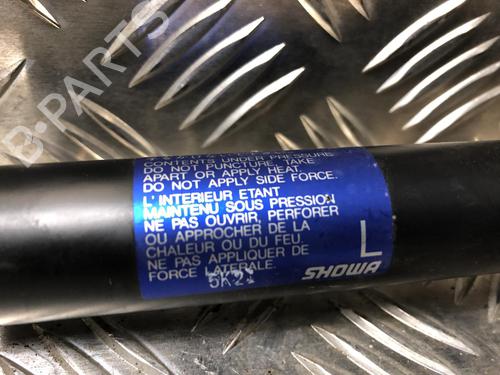 CONTENTS UNDER PRESSURE.
DO NOT PUNCTURE, TAKE
APART OR APPLY HEAT.
DO NOT APPLY SIDE FORCE.
L'INTERIEUR ETANT
MAINTENU SOUS PRESSION
NE PAS OUVRIR, PERFORER
OU APPROCHER DE LA
CHALEUR OU DU FEU.
NE PAS APPLIQUER DE
FORCE LATERALE.
L
SHOWA
B-PARTS